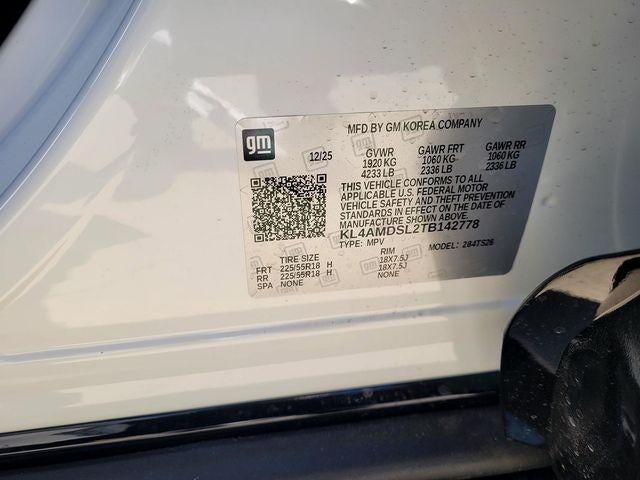 MFD BY GM KOREA COMPANY
gm
12/25
GVWR GAWR FRT GAWR RR
1920 KG 1060 KG 1060 KG
4233 LB 2336 LB 2336 LB
THIS VEHICLE CONFORMS TO ALL
APPLICABLE U.S. FEDERAL MOTOR
VEHICLE SAFETY AND THEFT PREVENTION
STANDARDS IN EFFECT ON THE DATE OF
MANUFACTURE SHOWN ABOVE.
KL4AMDSL2TB142778
TYPE: MPV MODEL: 284TS26
TIRE SIZE RIM
FRT 225/55R18 H 18X7.5J
RR 225/55R18 H 18X7.5J
SPA NONE NONE